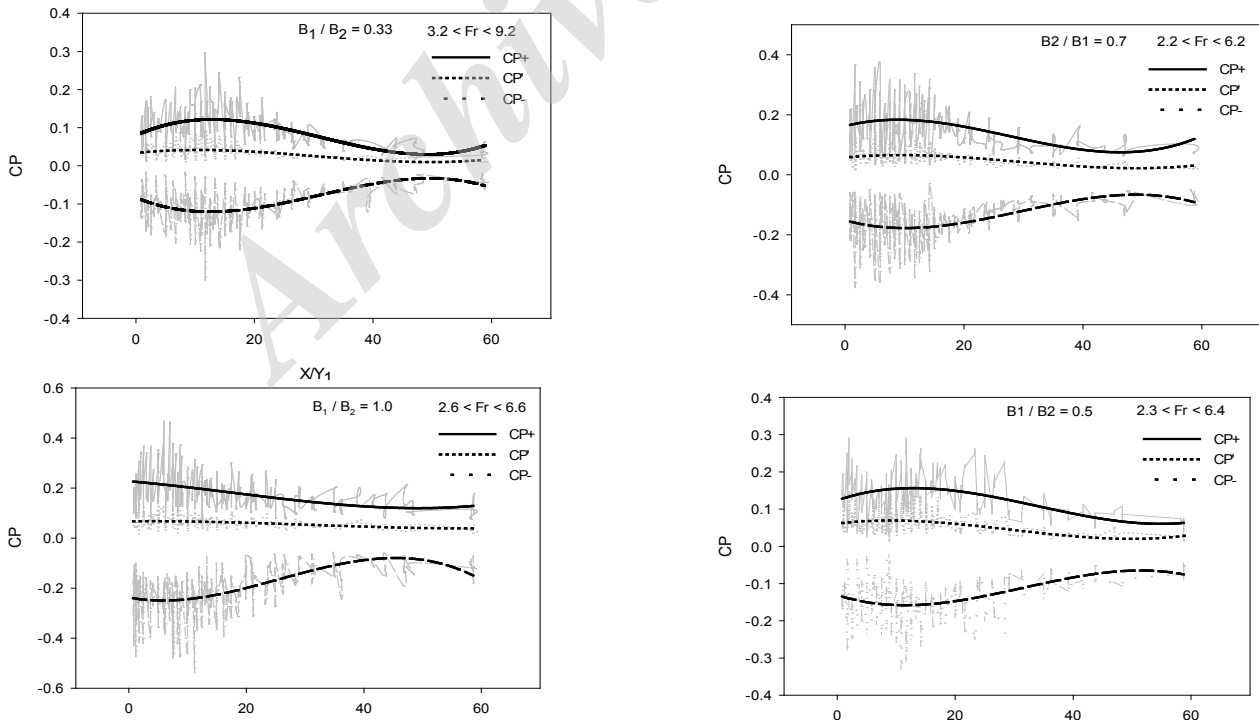 B1 / B2 = 0.33 3.2 < Fr < 9.2
CP+
CP'
CP-
0.4
0.3
0.2
0.1
0.0
-0.1
-0.2
-0.3
-0.4
CP
0 20 40 60
X/Y1
B2 / B1 = 0.7 2.2 < Fr < 6.2
CP+
CP'
CP-
0.4
0.2
0.0
-0.2
-0.4
CP
0 20 40 60
B1 / B2 = 1.0 2.6 < Fr < 6.6
CP+
CP'
CP-
0.6
0.4
0.2
0.0
-0.2
-0.4
-0.6
CP
0 20 40 60
B1 / B2 = 0.5 2.3 < Fr < 6.4
CP+
CP'
CP-
0.4
0.3
0.2
0.1
0.0
-0.1
-0.2
-0.3
-0.4
CP
0 20 40 60
Archive